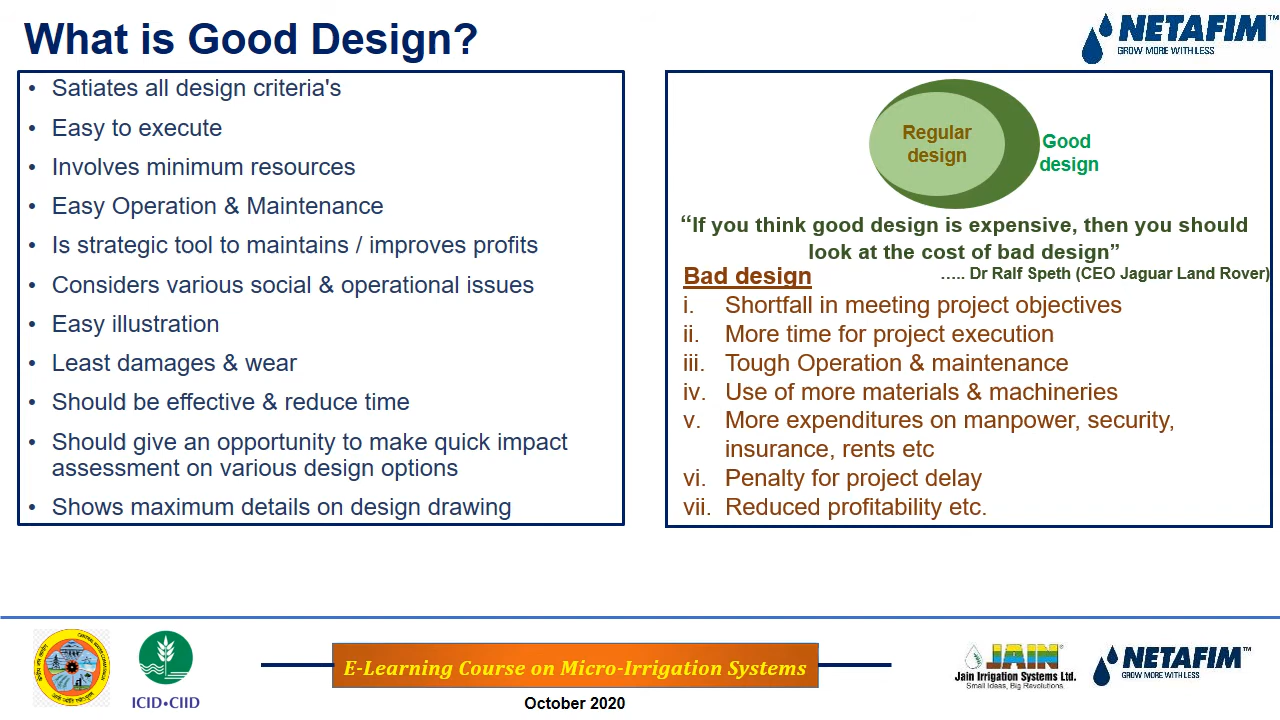 What is Good Design?
NETAFIM™
GROW MORE WITH LESS
• Satiates all design criteria's
• Easy to execute
• Involves minimum resources
• Easy Operation & Maintenance
• Is strategic tool to maintains / improves profits
• Considers various social & operational issues
• Easy illustration
• Least damages & wear
• Should be effective & reduce time
• Should give an opportunity to make quick impact
assessment on various design options
• Shows maximum details on design drawing
Regular
design
Good
design
“If you think good design is expensive, then you should
look at the cost of bad design”
….. Dr Ralf Speth (CEO Jaguar Land Rover)
Bad design
i. Shortfall in meeting project objectives
ii. More time for project execution
iii. Tough Operation & maintenance
iv. Use of more materials & machineries
v. More expenditures on manpower, security,
insurance, rents etc
vi. Penalty for project delay
vii. Reduced profitability etc.
ICID•CIID
E-Learning Course on Micro-Irrigation Systems
October 2020
JAIN®
Jain Irrigation Systems Ltd.
Small Ideas, Big Revolutions.
NETAFIM™
GROW MORE WITH LESS